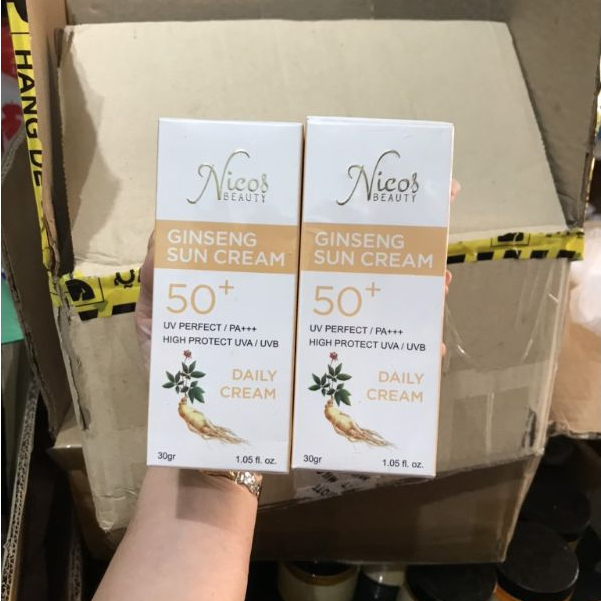 HÀNG DỄ
Nicos
BEAUTY
GINSENG
SUN CREAM
50+
UV PERFECT / PA+++
HIGH PROTECT UVA / UVB
DAILY
CREAM
30gr
1.05 fl. oz.
Nicos
BEAUTY
GINSENG
SUN CREAM
50+
UV PERFECT / PA+++
HIGH PROTECT UVA / UVB
DAILY
CREAM
30gr
1.05 fl. oz.